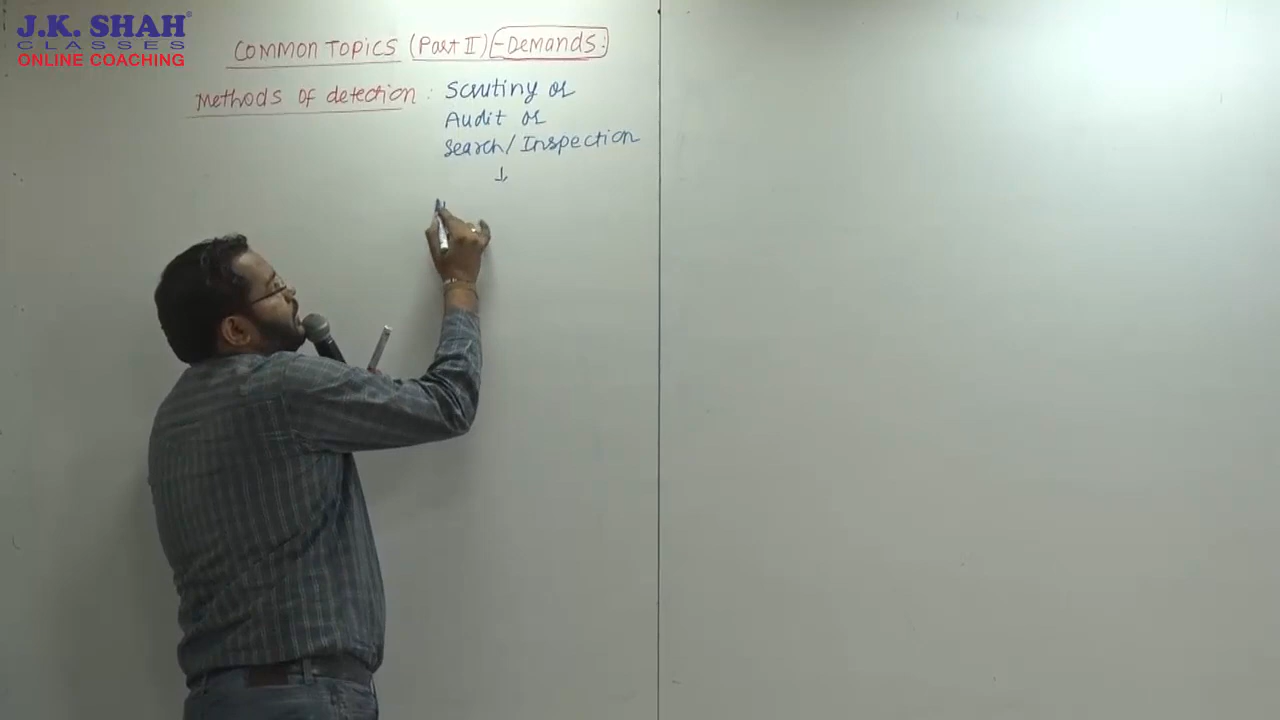 J.K. SHAH®
CLASSES
ONLINE COACHING
COMMON TOPICS (Part II) - Demands.
Methods of detection : Scrutiny or
Audit or
Search / Inspection
↓